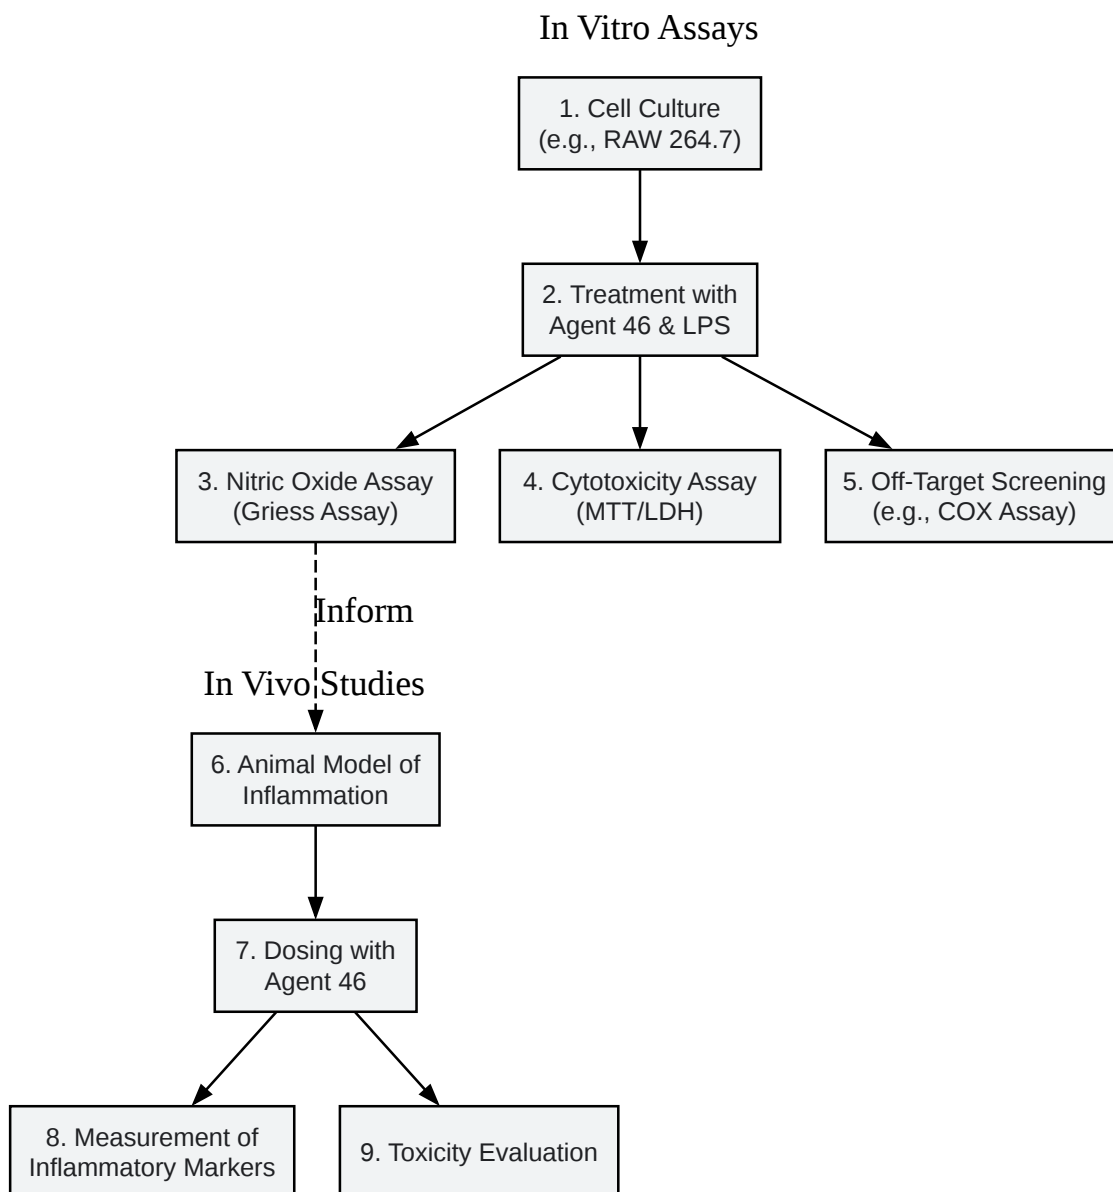 In Vitro Assays
1. Cell Culture
(e.g., RAW 264.7)
2. Treatment with
Agent 46 & LPS
3. Nitric Oxide Assay
(Griess Assay)
4. Cytotoxicity Assay
(MTT/LDH)
5. Off-Target Screening
(e.g., COX Assay)
Inform
In Vivo Studies
6. Animal Model of
Inflammation
7. Dosing with
Agent 46
8. Measurement of
Inflammatory Markers
9. Toxicity Evaluation